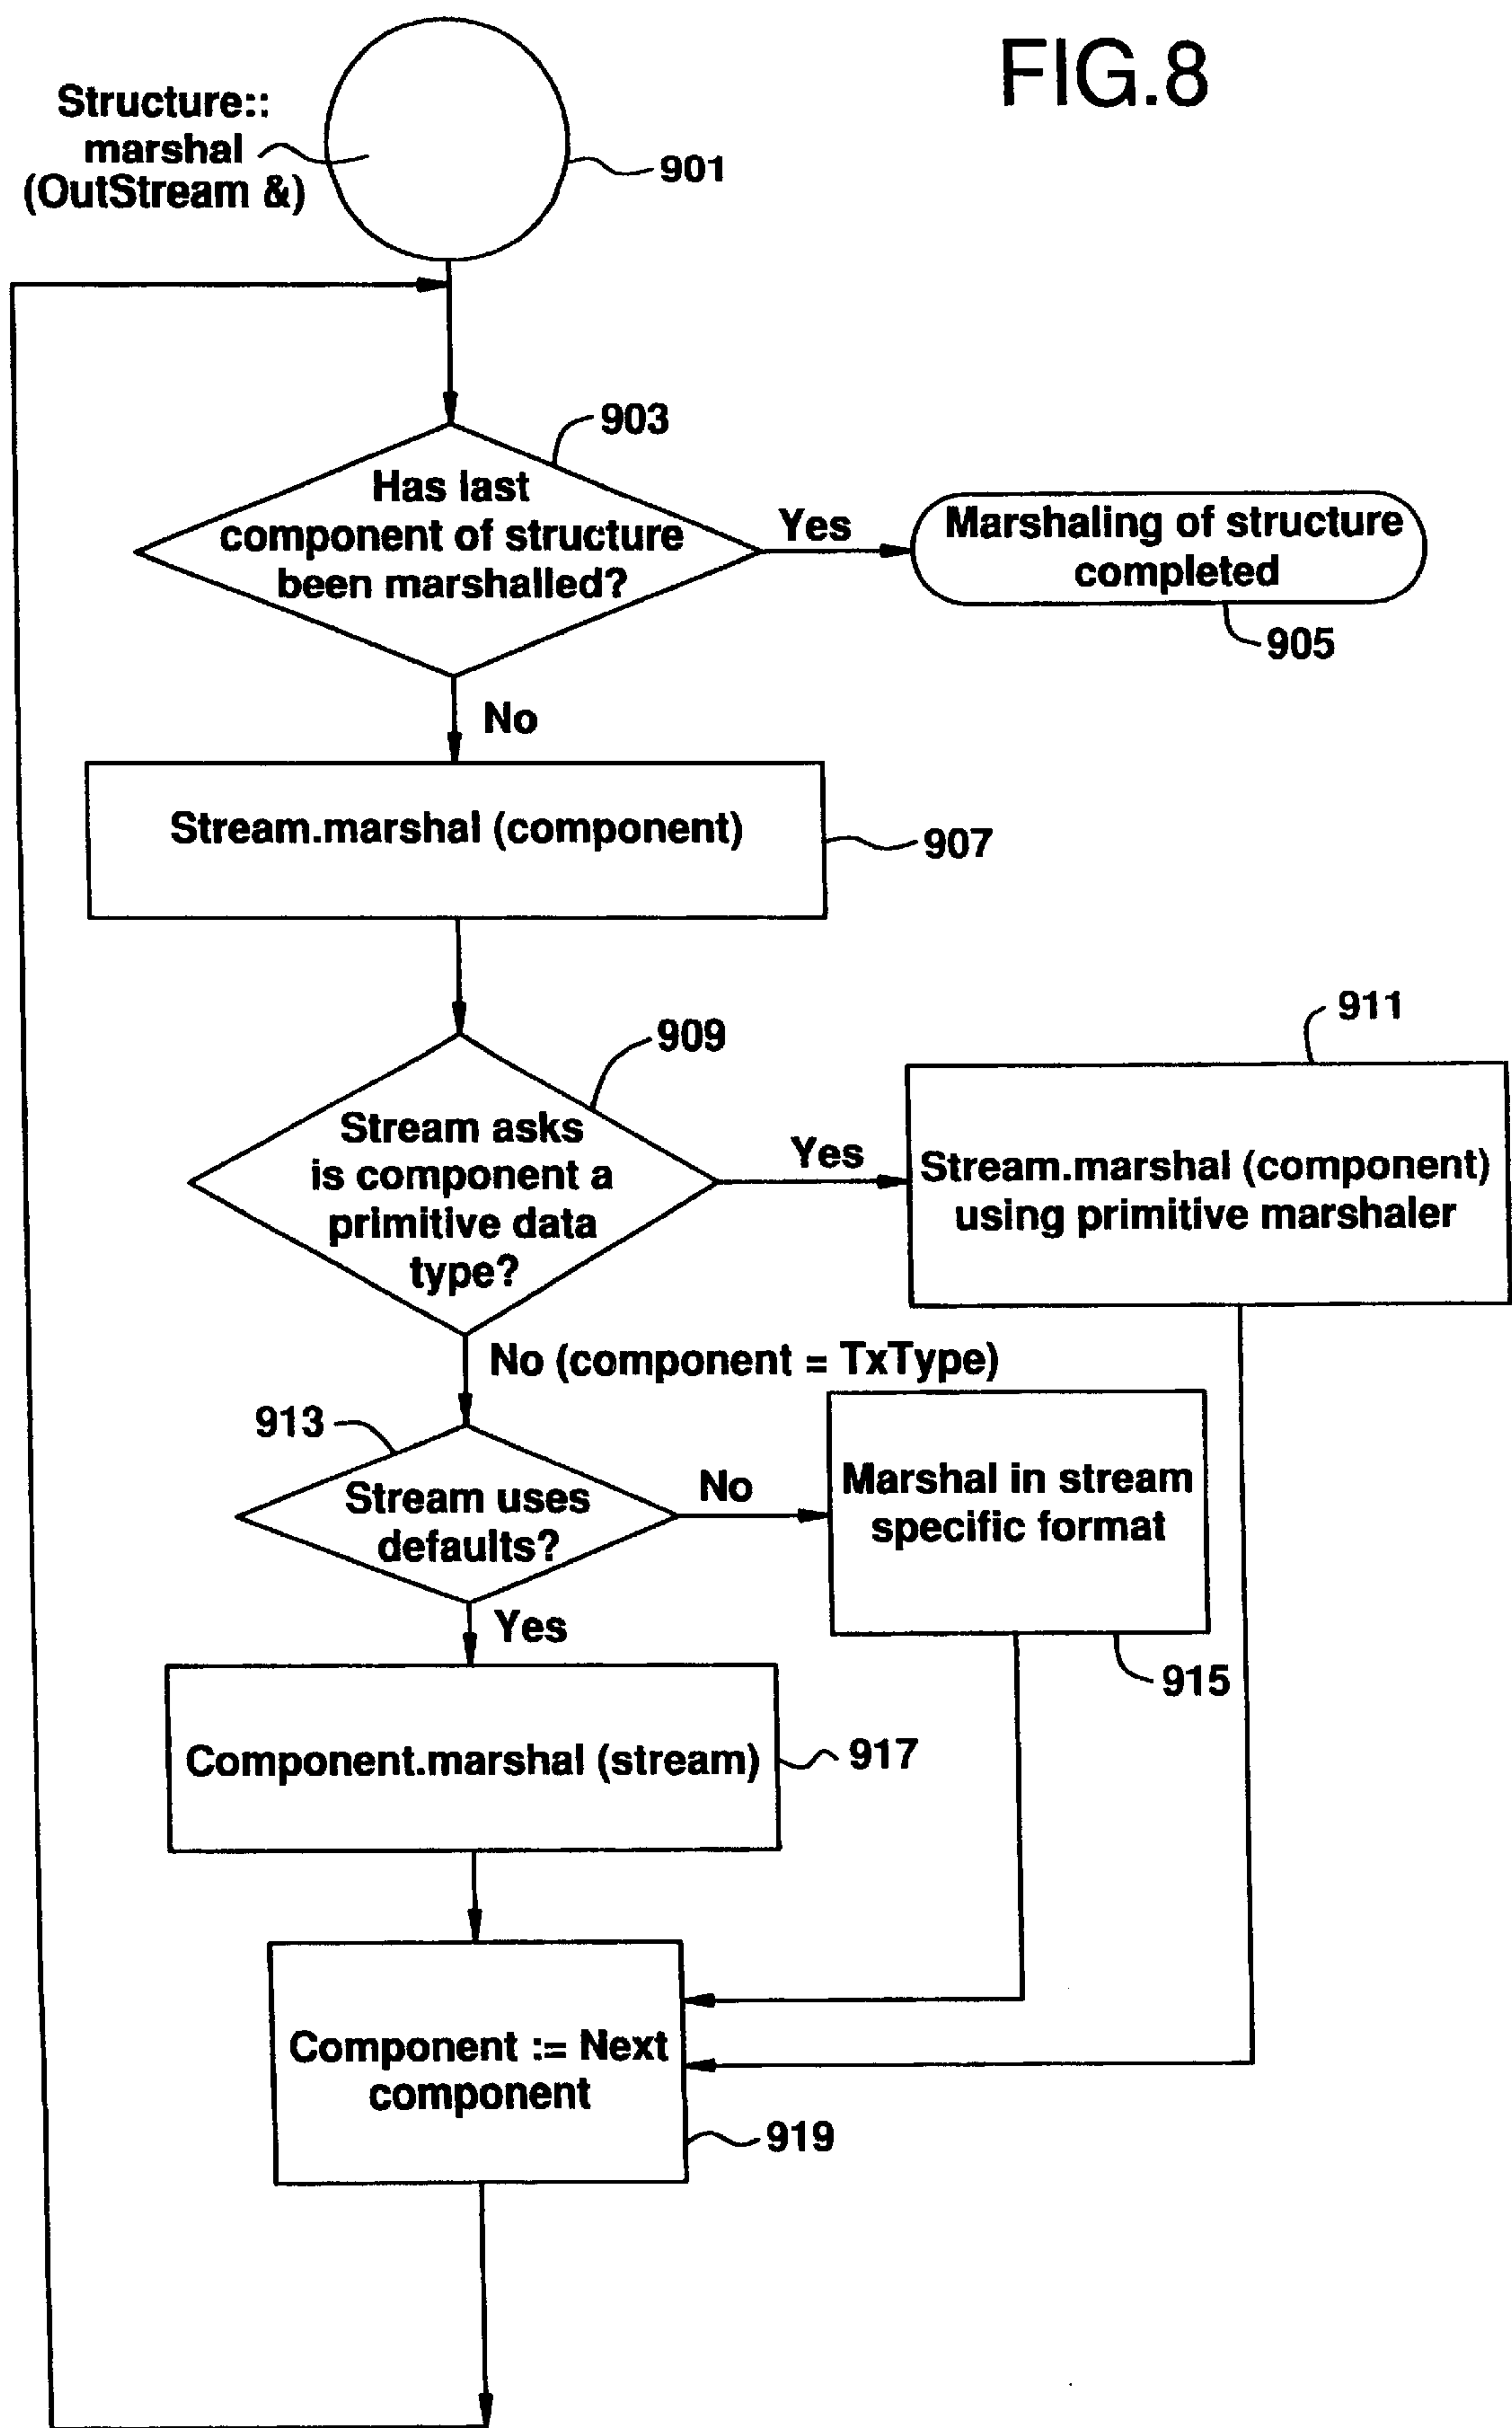 FIG.8
Structure::
marshal
(OutStream &)
901
903
Has last
component of structure
been marshalled?
Yes
Marshaling of structure
completed
905
No
Stream.marshal (component)
907
909
911
Stream asks
is component a
primitive data
type?
Yes
Stream.marshal (component)
using primitive marshaler
No (component = TxType)
913
Stream uses
defaults?
No
Marshal in stream
specific format
915
Yes
Component.marshal (stream)
917
Component := Next
component
919